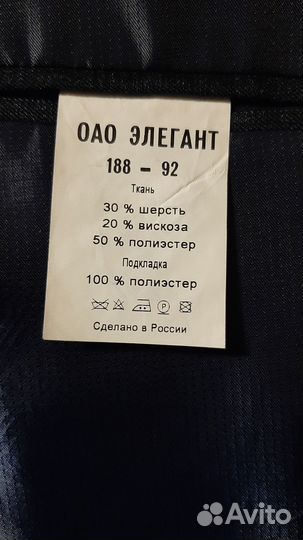 ОАО ЭЛЕГАНТ
188 – 92
Ткань
30 % шерсть
20 % вискоза
50 % полиэстер
Подкладка
100 % полиэстер
P
Сделано в России
Avito